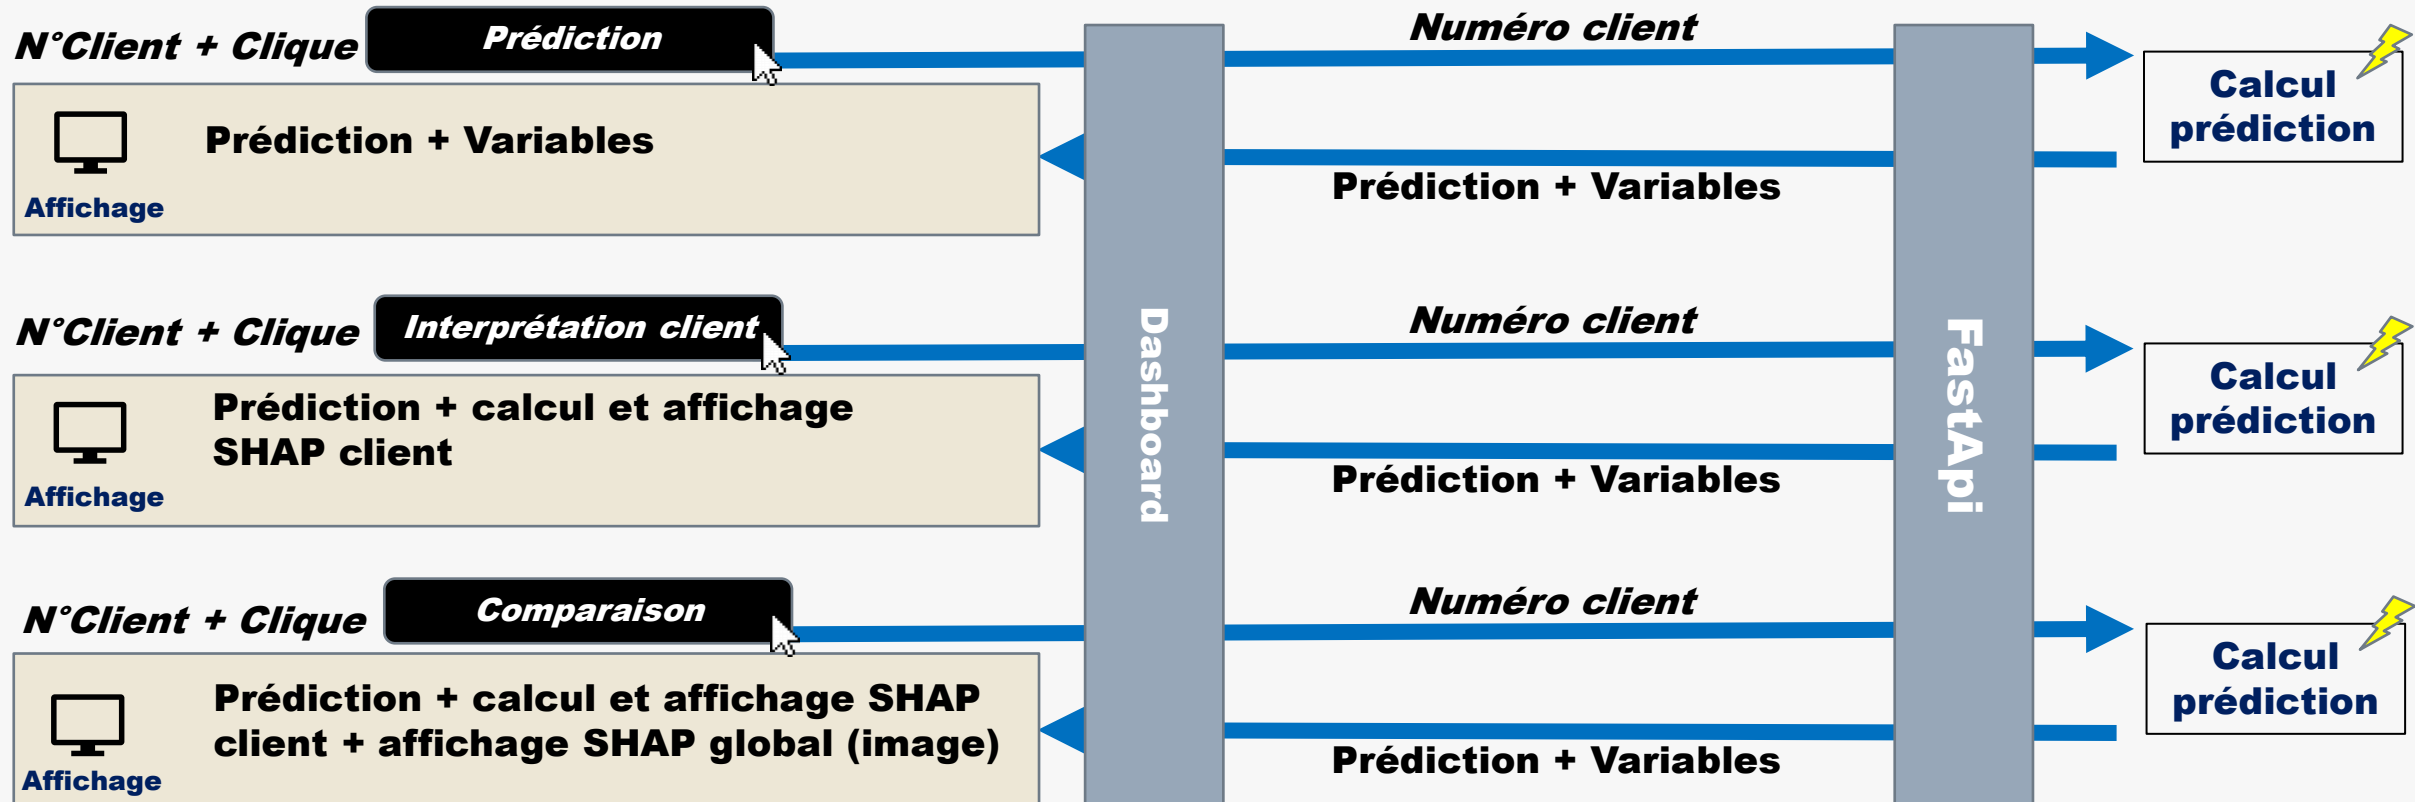 N°Client + Clique
Prédiction
Numéro client
Calcul
prédiction
Prédiction + Variables
Affichage
Prédiction + Variables
N°Client + Clique
Interprétation client
Numéro client
Calcul
prédiction
Prédiction + calcul et affichage
SHAP client
Affichage
Prédiction + Variables
Dashboard
FastApi
N°Client + Clique
Comparaison
Numéro client
Calcul
prédiction
Prédiction + calcul et affichage SHAP
client + affichage SHAP global (image)
Affichage
Prédiction + Variables